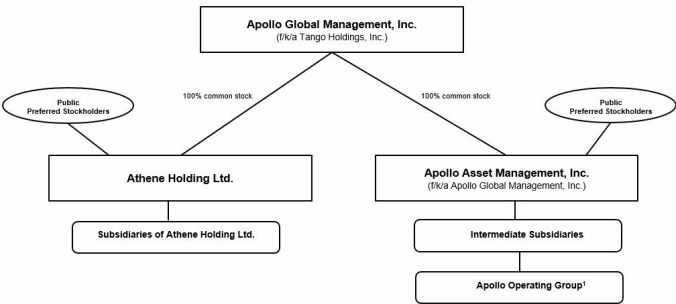 Apollo Global Management, Inc.
(f/k/a Tango Holdings, Inc.)
100% common stock
100% common stock
Public
Preferred Stockholders
Public
Preferred Stockholders
Athene Holding Ltd.
Apollo Asset Management, Inc.
(f/k/a Apollo Global Management, Inc.)
Subsidiaries of Athene Holding Ltd.
Intermediate Subsidiaries
Apollo Operating Group¹